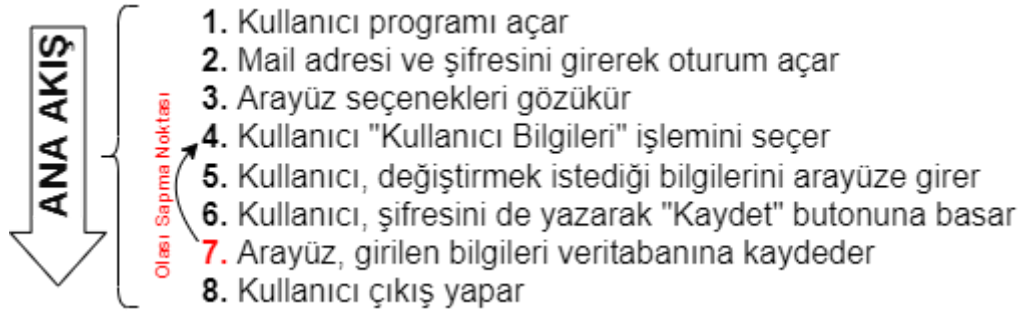 ANA AKIŞ
Olası Sapma Noktası
1. Kullanıcı programı açar
2. Mail adresi ve şifresini girerek oturum açar
3. Arayüz seçenekleri gözükür
4. Kullanıcı "Kullanıcı Bilgileri" işlemini seçer
5. Kullanıcı, değiştirmek istediği bilgilerini arayüze girer
6. Kullanıcı, şifresini de yazarak "Kaydet" butonuna basar
7. Arayüz, girilen bilgileri veritabanına kaydeder
8. Kullanıcı çıkış yapar